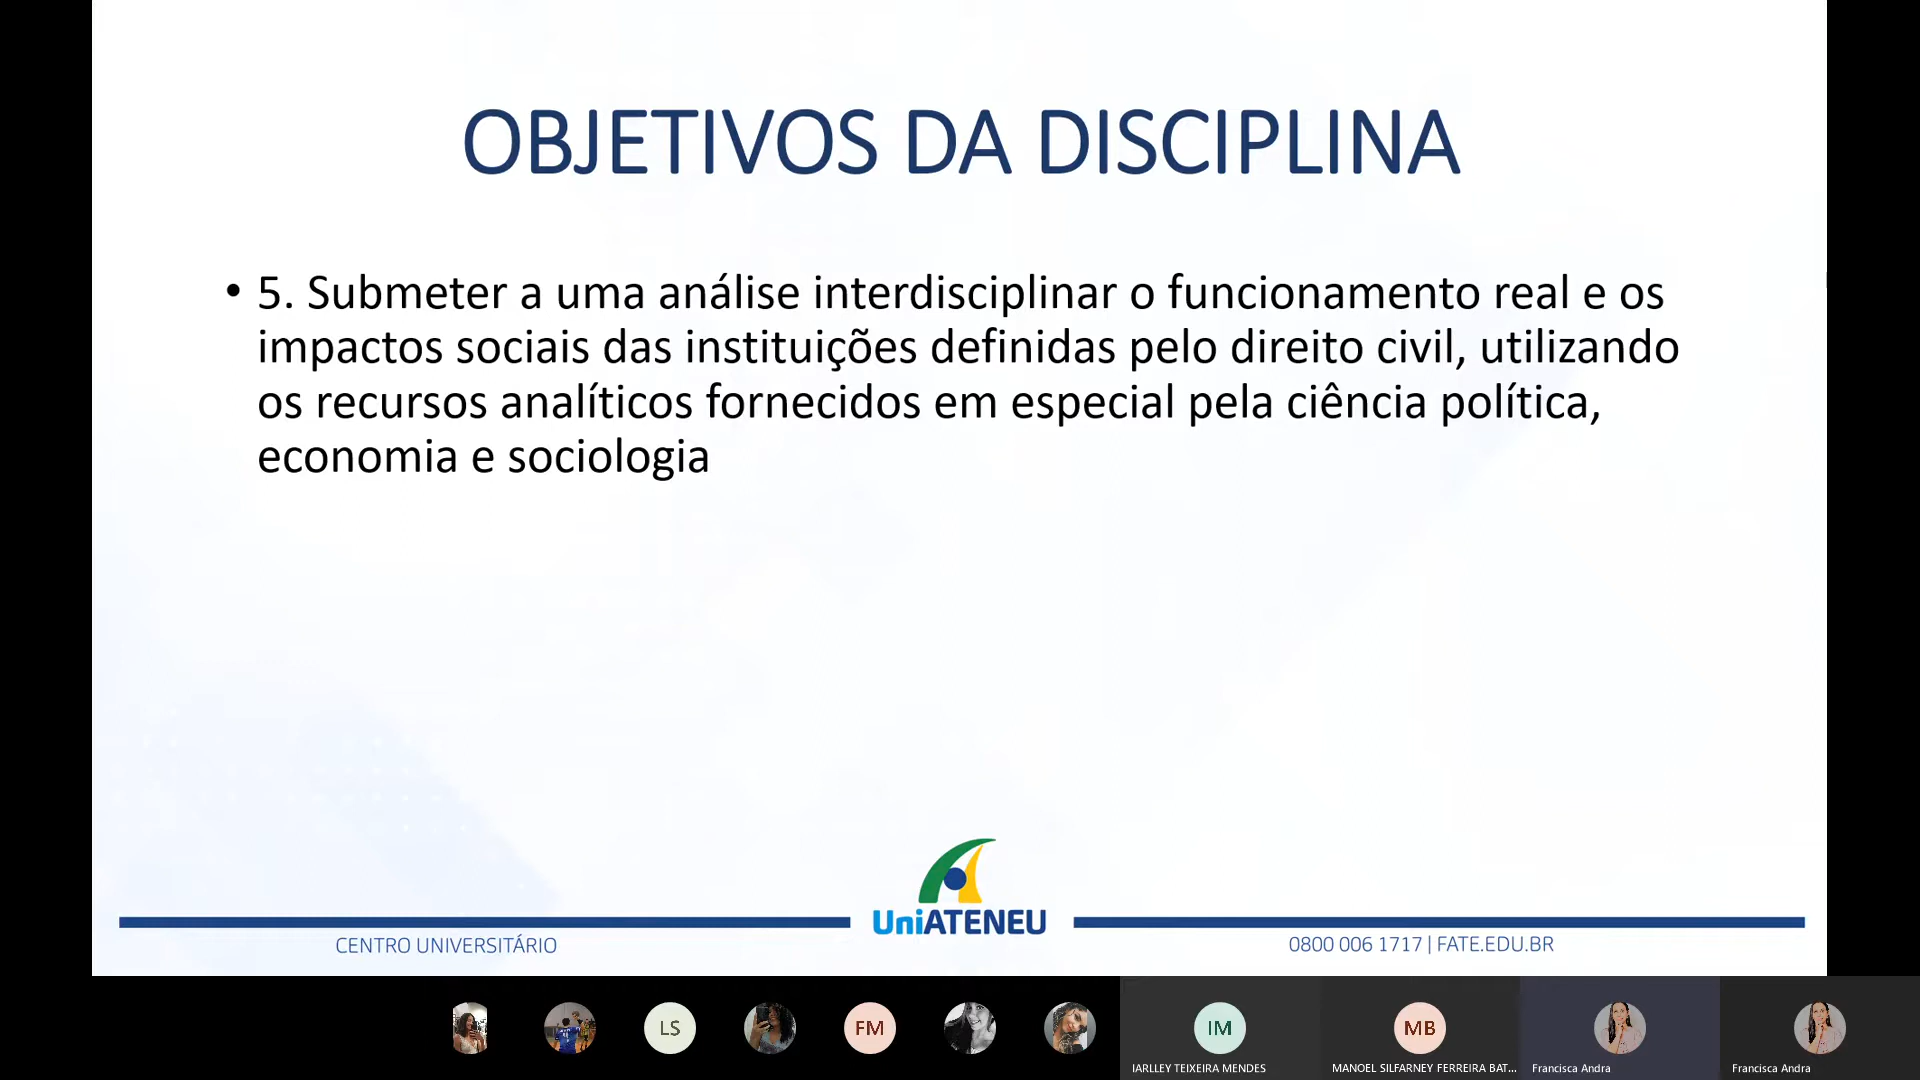 OBJETIVOS DA DISCIPLINA
• 5. Submeter a uma análise interdisciplinar o funcionamento real e os
impactos sociais das instituições definidas pelo direito civil, utilizando
os recursos analíticos fornecidos em especial pela ciência política,
economia e sociologia
UniATENEU
CENTRO UNIVERSITÁRIO
0800 006 1717 | FATE.EDU.BR
LS
FM
IM
MB
IARLLEY TEIXEIRA MENDES
MANOEL SILFARNEY FERREIRA BAT...
Francisca Andra
Francisca Andra